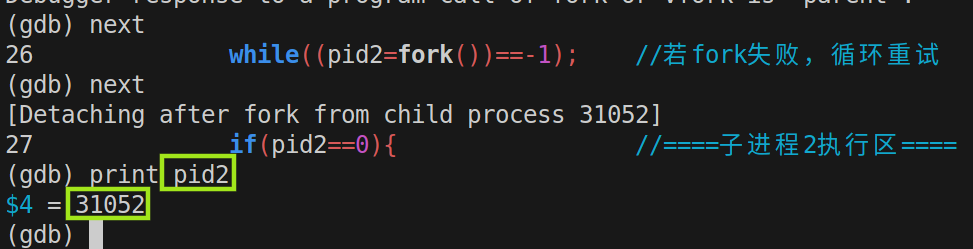 Debugger response to a program call of fork or vfork is "parent".
(gdb) next
26 while((pid2=fork())==-1); //若fork失败，循环重试
(gdb) next
[Detaching after fork from child process 31052]
27 if(pid2==0){ //====子进程2执行区====
(gdb) print pid2
$4 = 31052
(gdb)